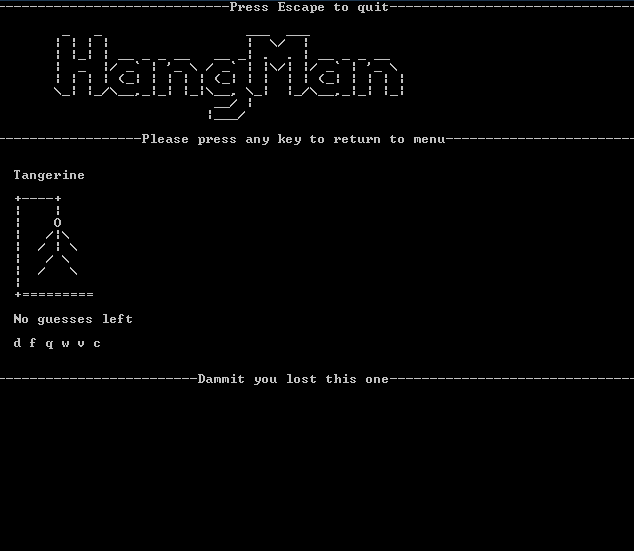 Press Escape to quit
HangMan
Please press any key to return to menu
Tangerine
No guesses left
d f q w v c
Dammit you lost this one